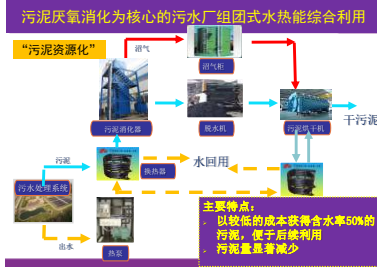 污泥厌氧消化为核心的污水厂组团式水热能综合利用
“污泥资源化”
沼气
沼气柜
污泥消化器
脱水机
污泥烘干机
干污泥
污泥
水回用
换热器
污水处理系统
出水
热泵
主要特点:
以较低的成本获得含水率50%的
污泥，便于后续利用
污泥量显著减少